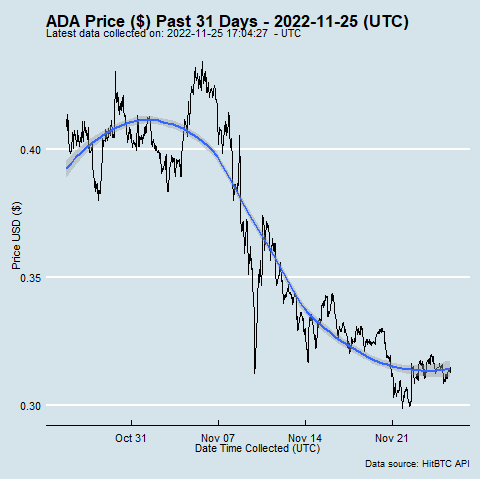 ADA Price ($) Past 31 Days - 2022-11-25 (UTC)
Latest data collected on: 2022-11-25 17:04:27 - UTC
Price USD ($)
0.40
0.35
0.30
Oct 31 Nov 07 Nov 14 Nov 21
Date Time Collected (UTC)
Data source: HitBTC API